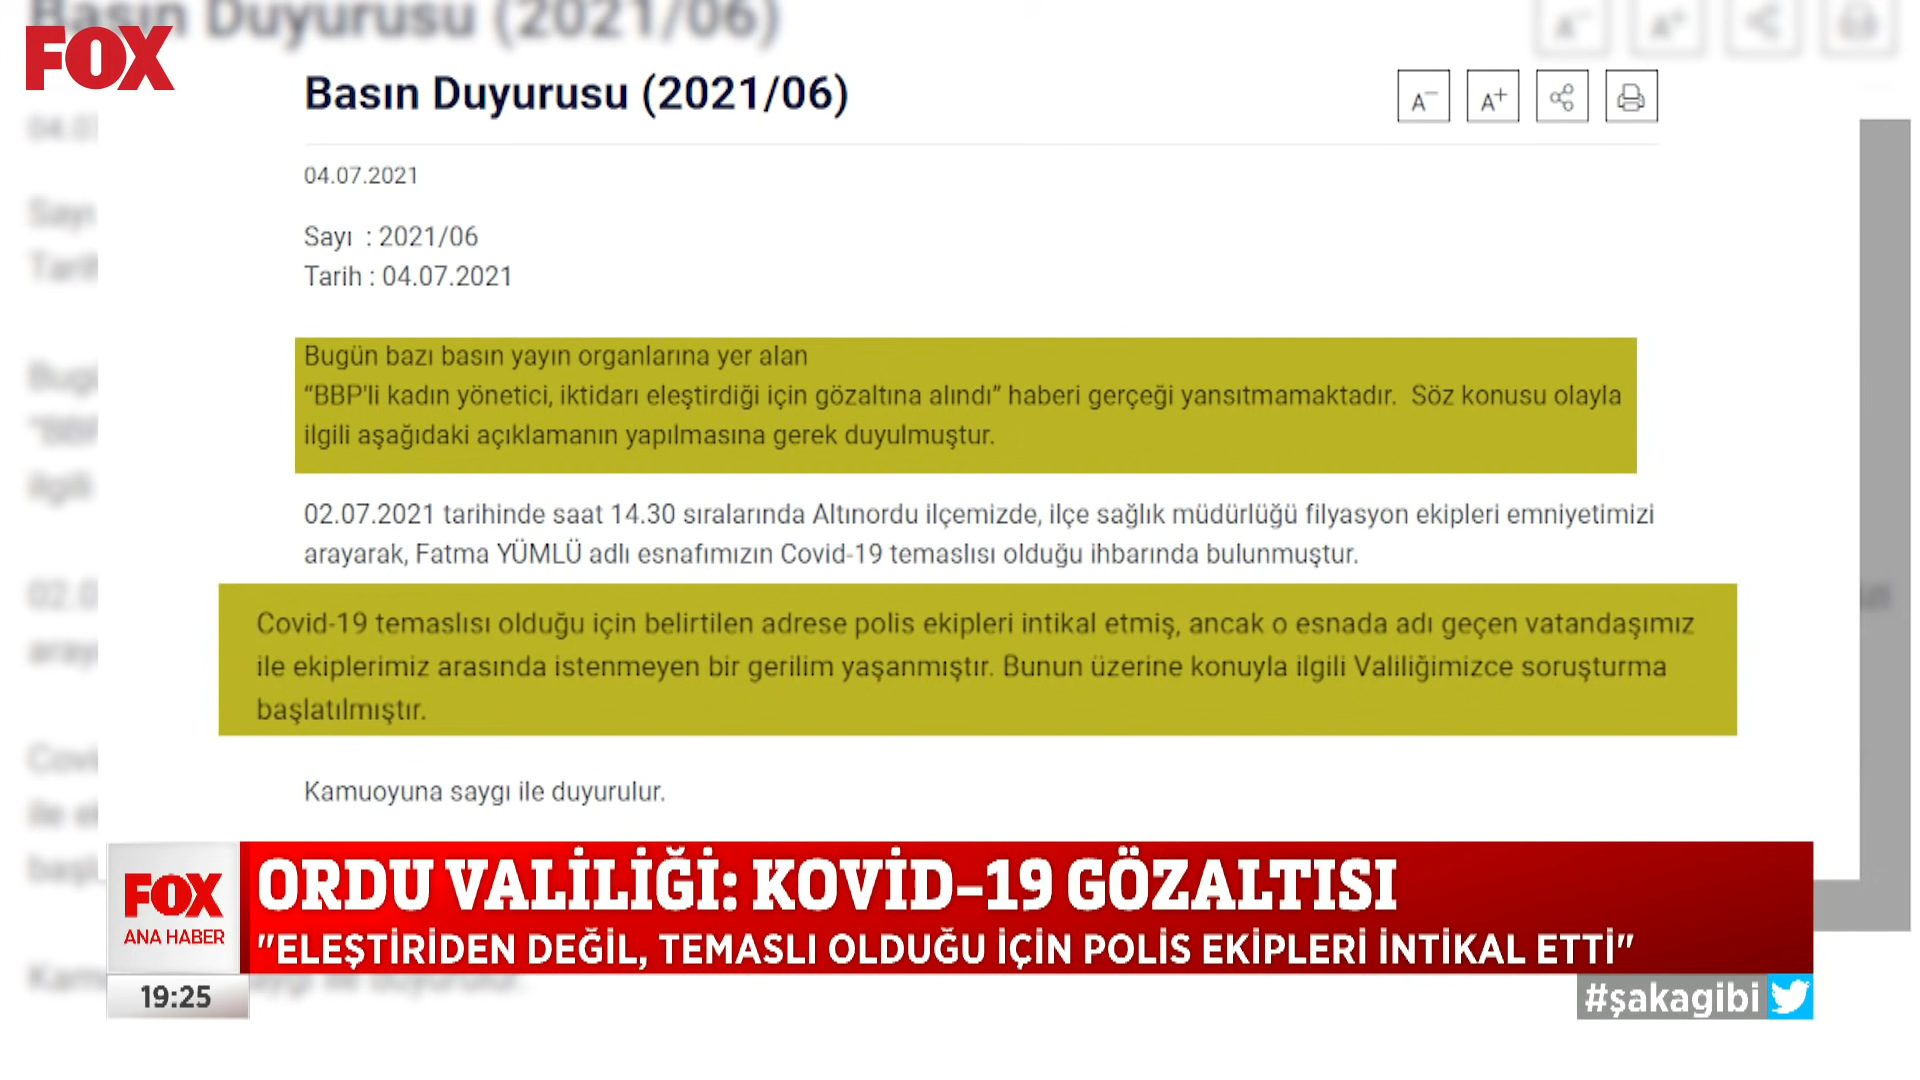 Basın Duyurusu (2021/06)
FOX
Basın Duyurusu (2021/06)
A⁻ A⁺
04.07.2021
Sayı : 2021/06
Tarih : 04.07.2021
Bugün bazı basın yayın organlarına yer alan
“BBP'li kadın yönetici, iktidarı eleştirdiği için gözaltına alındı” haberi gerçeği yansıtmamaktadır. Söz konusu olayla
ilgili aşağıdaki açıklamanın yapılmasına gerek duyulmuştur.
02.07.2021 tarihinde saat 14.30 sıralarında Altınordu ilçemizde, ilçe sağlık müdürlüğü filyasyon ekipleri emniyetimizi
arayarak, Fatma YÜMLÜ adlı esnafımızın Covid-19 temaslısı olduğu ihbarında bulunmuştur.
Covid-19 temaslısı olduğu için belirtilen adrese polis ekipleri intikal etmiş, ancak o esnada adı geçen vatandaşımız
ile ekiplerimiz arasında istenmeyen bir gerilim yaşanmıştır. Bunun üzerine konuyla ilgili Valiliğimizce soruşturma
başlatılmıştır.
Kamuoyuna saygı ile duyurulur.
ORDU VALİLİĞİ: KOVİD-19 GÖZALTISI
"ELEŞTİRİDEN DEĞİL, TEMASLI OLDUĞU İÇİN POLİS EKİPLERİ İNTİKAL ETTİ"
FOX
ANA HABER
19:25
#şakagibi